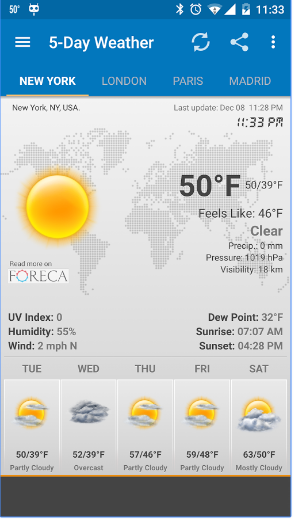 50° 11:33
5-Day Weather
NEW YORK LONDON PARIS MADRID
New York, NY, USA. Last update: Dec 08 11:28 PM
11:33 PM
50°F 50/39°F
Feels Like: 46°F
Clear
Precip.: 0 mm
Pressure: 1019 hPa
Visibility: 18 km
Read more on
FORECA
UV Index: 0 Dew Point: 32°F
Humidity: 55% Sunrise: 07:07 AM
Wind: 2 mph N Sunset: 04:28 PM
TUE WED THU FRI SAT
50/39°F 52/39°F 57/46°F 59/48°F 63/50°F
Partly Cloudy Overcast Partly Cloudy Partly Cloudy Mostly Cloudy